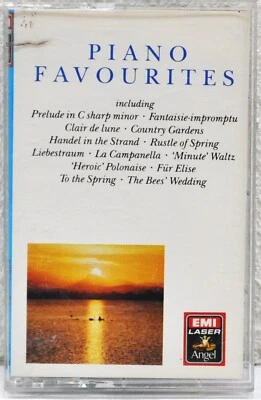 PIANO
FAVOURITES
including
Prelude in C sharp minor · Fantaisie-impromptu
Clair de lune · Country Gardens
Handel in the Strand · Rustle of Spring
Liebestraum · La Campanella · ‘Minute’ Waltz
‘Heroic’ Polonaise · Für Elise
To the Spring · The Bees’ Wedding
EMI
LASER
Angel